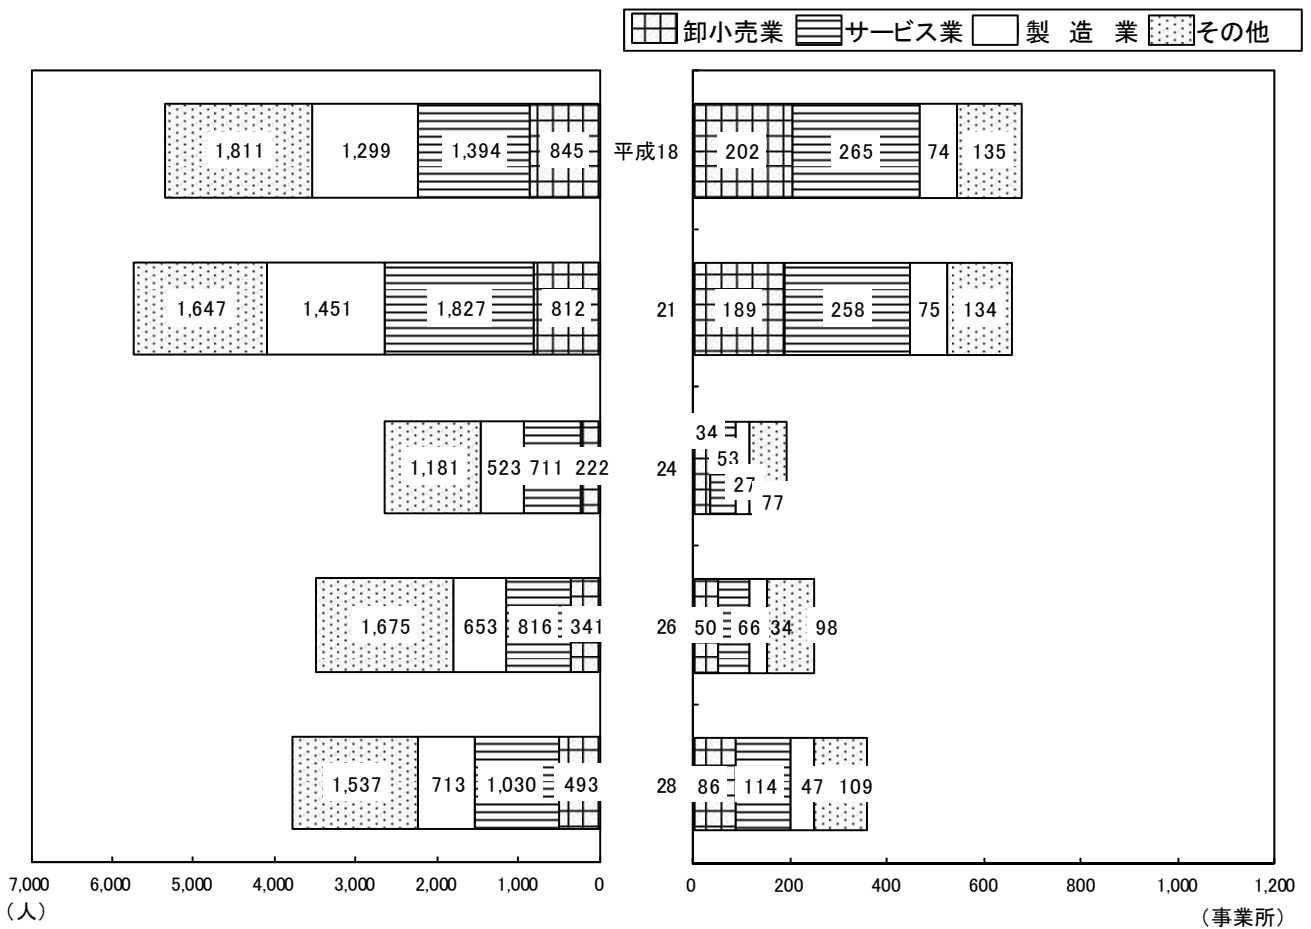 卸小売業 サービス業 製造業 その他
1,811 1,299 1,394 845 平成18 202 265 74 135
1,647 1,451 1,827 812 21 189 258 75 134
1,181 523 711 222 24 34 53 27 77
1,675 653 816 341 26 50 66 34 98
1,537 713 1,030 493 28 86 114 47 109
7,000 6,000 5,000 4,000 3,000 2,000 1,000 0 0 200 400 600 800 1,000 1,200
(人) (事業所)